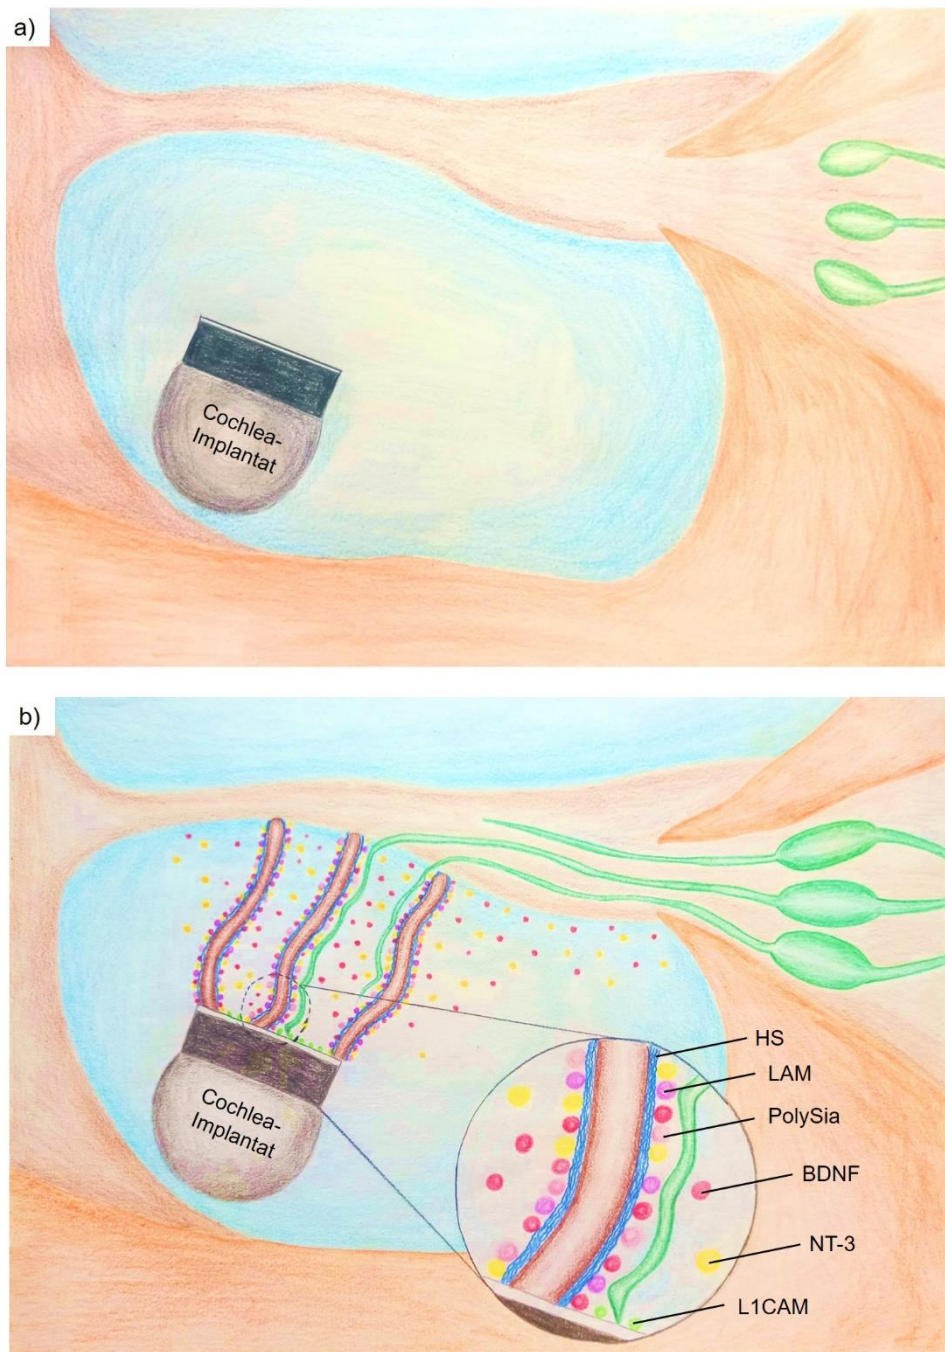 a)
Cochlea-
Implantat
b)
Cochlea-
Implantat
HS
LAM
PolySia
BDNF
NT-3
L1CAM